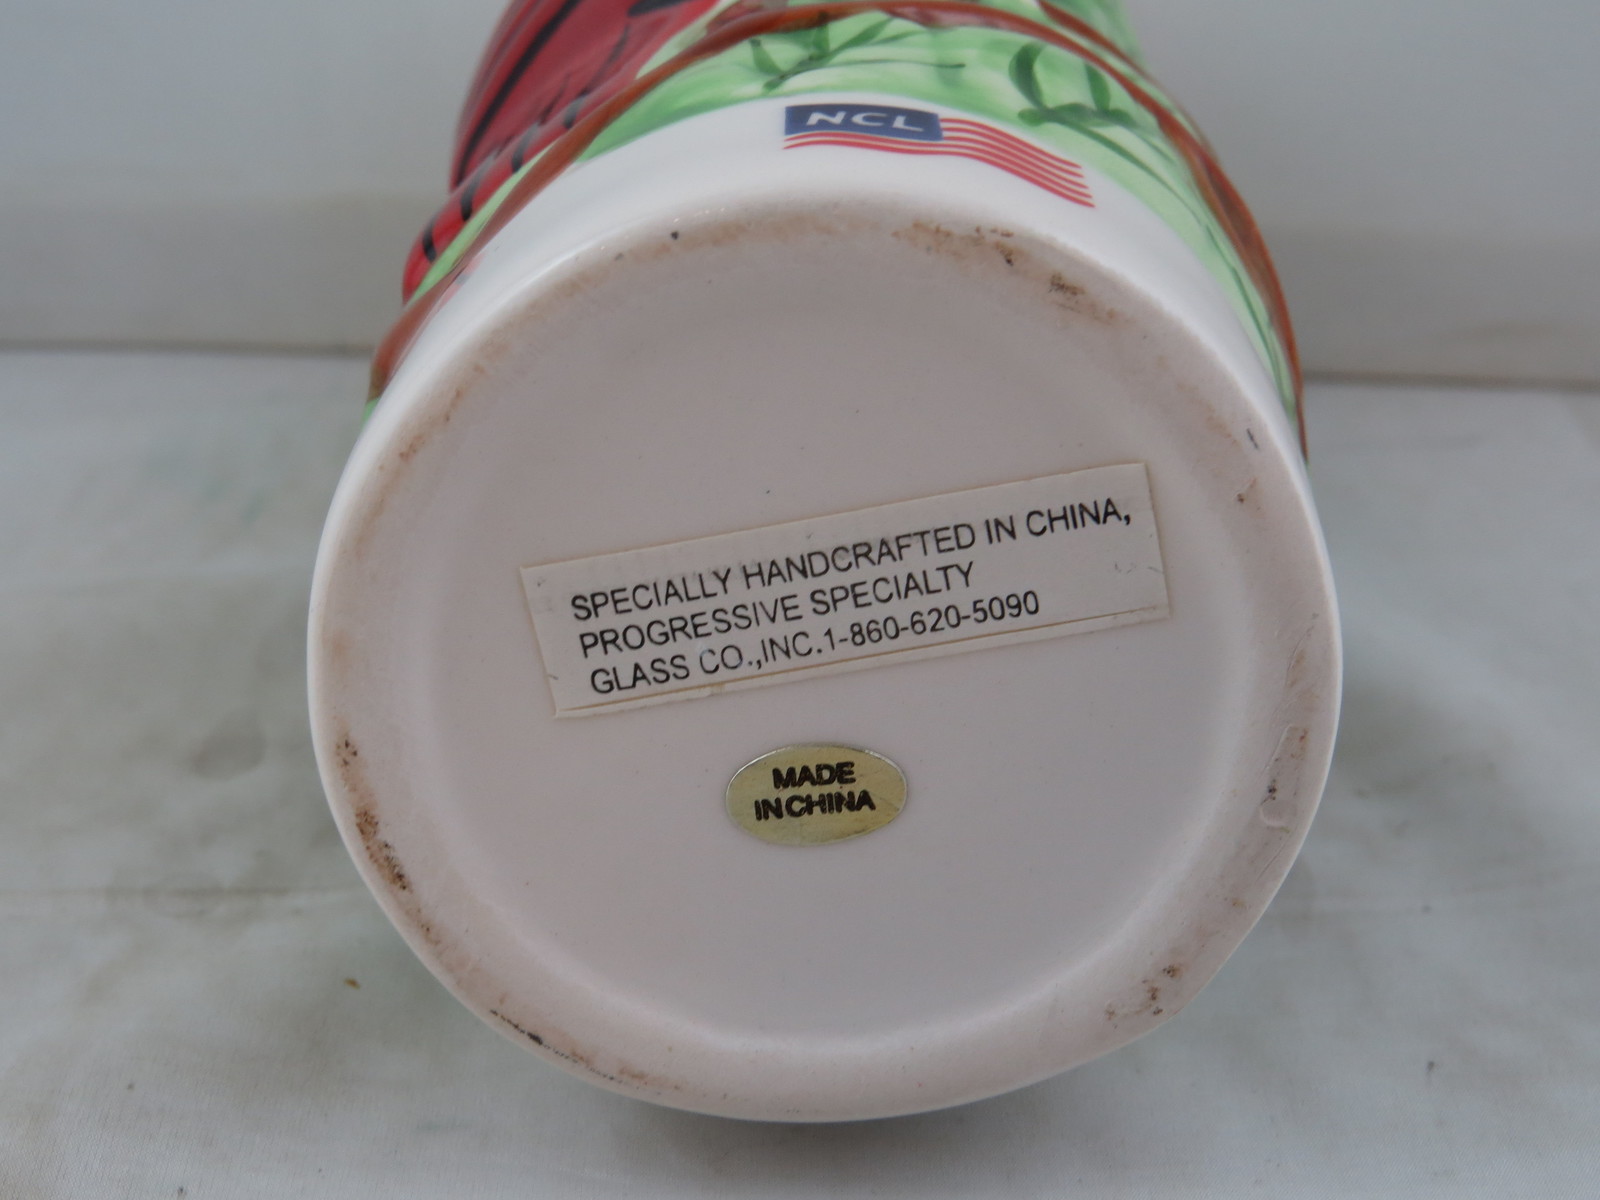 NCL
SPECIALLY HANDCRAFTED IN CHINA,
PROGRESSIVE SPECIALTY
GLASS CO.,INC.1-860-620-5090
MADE
IN CHINA